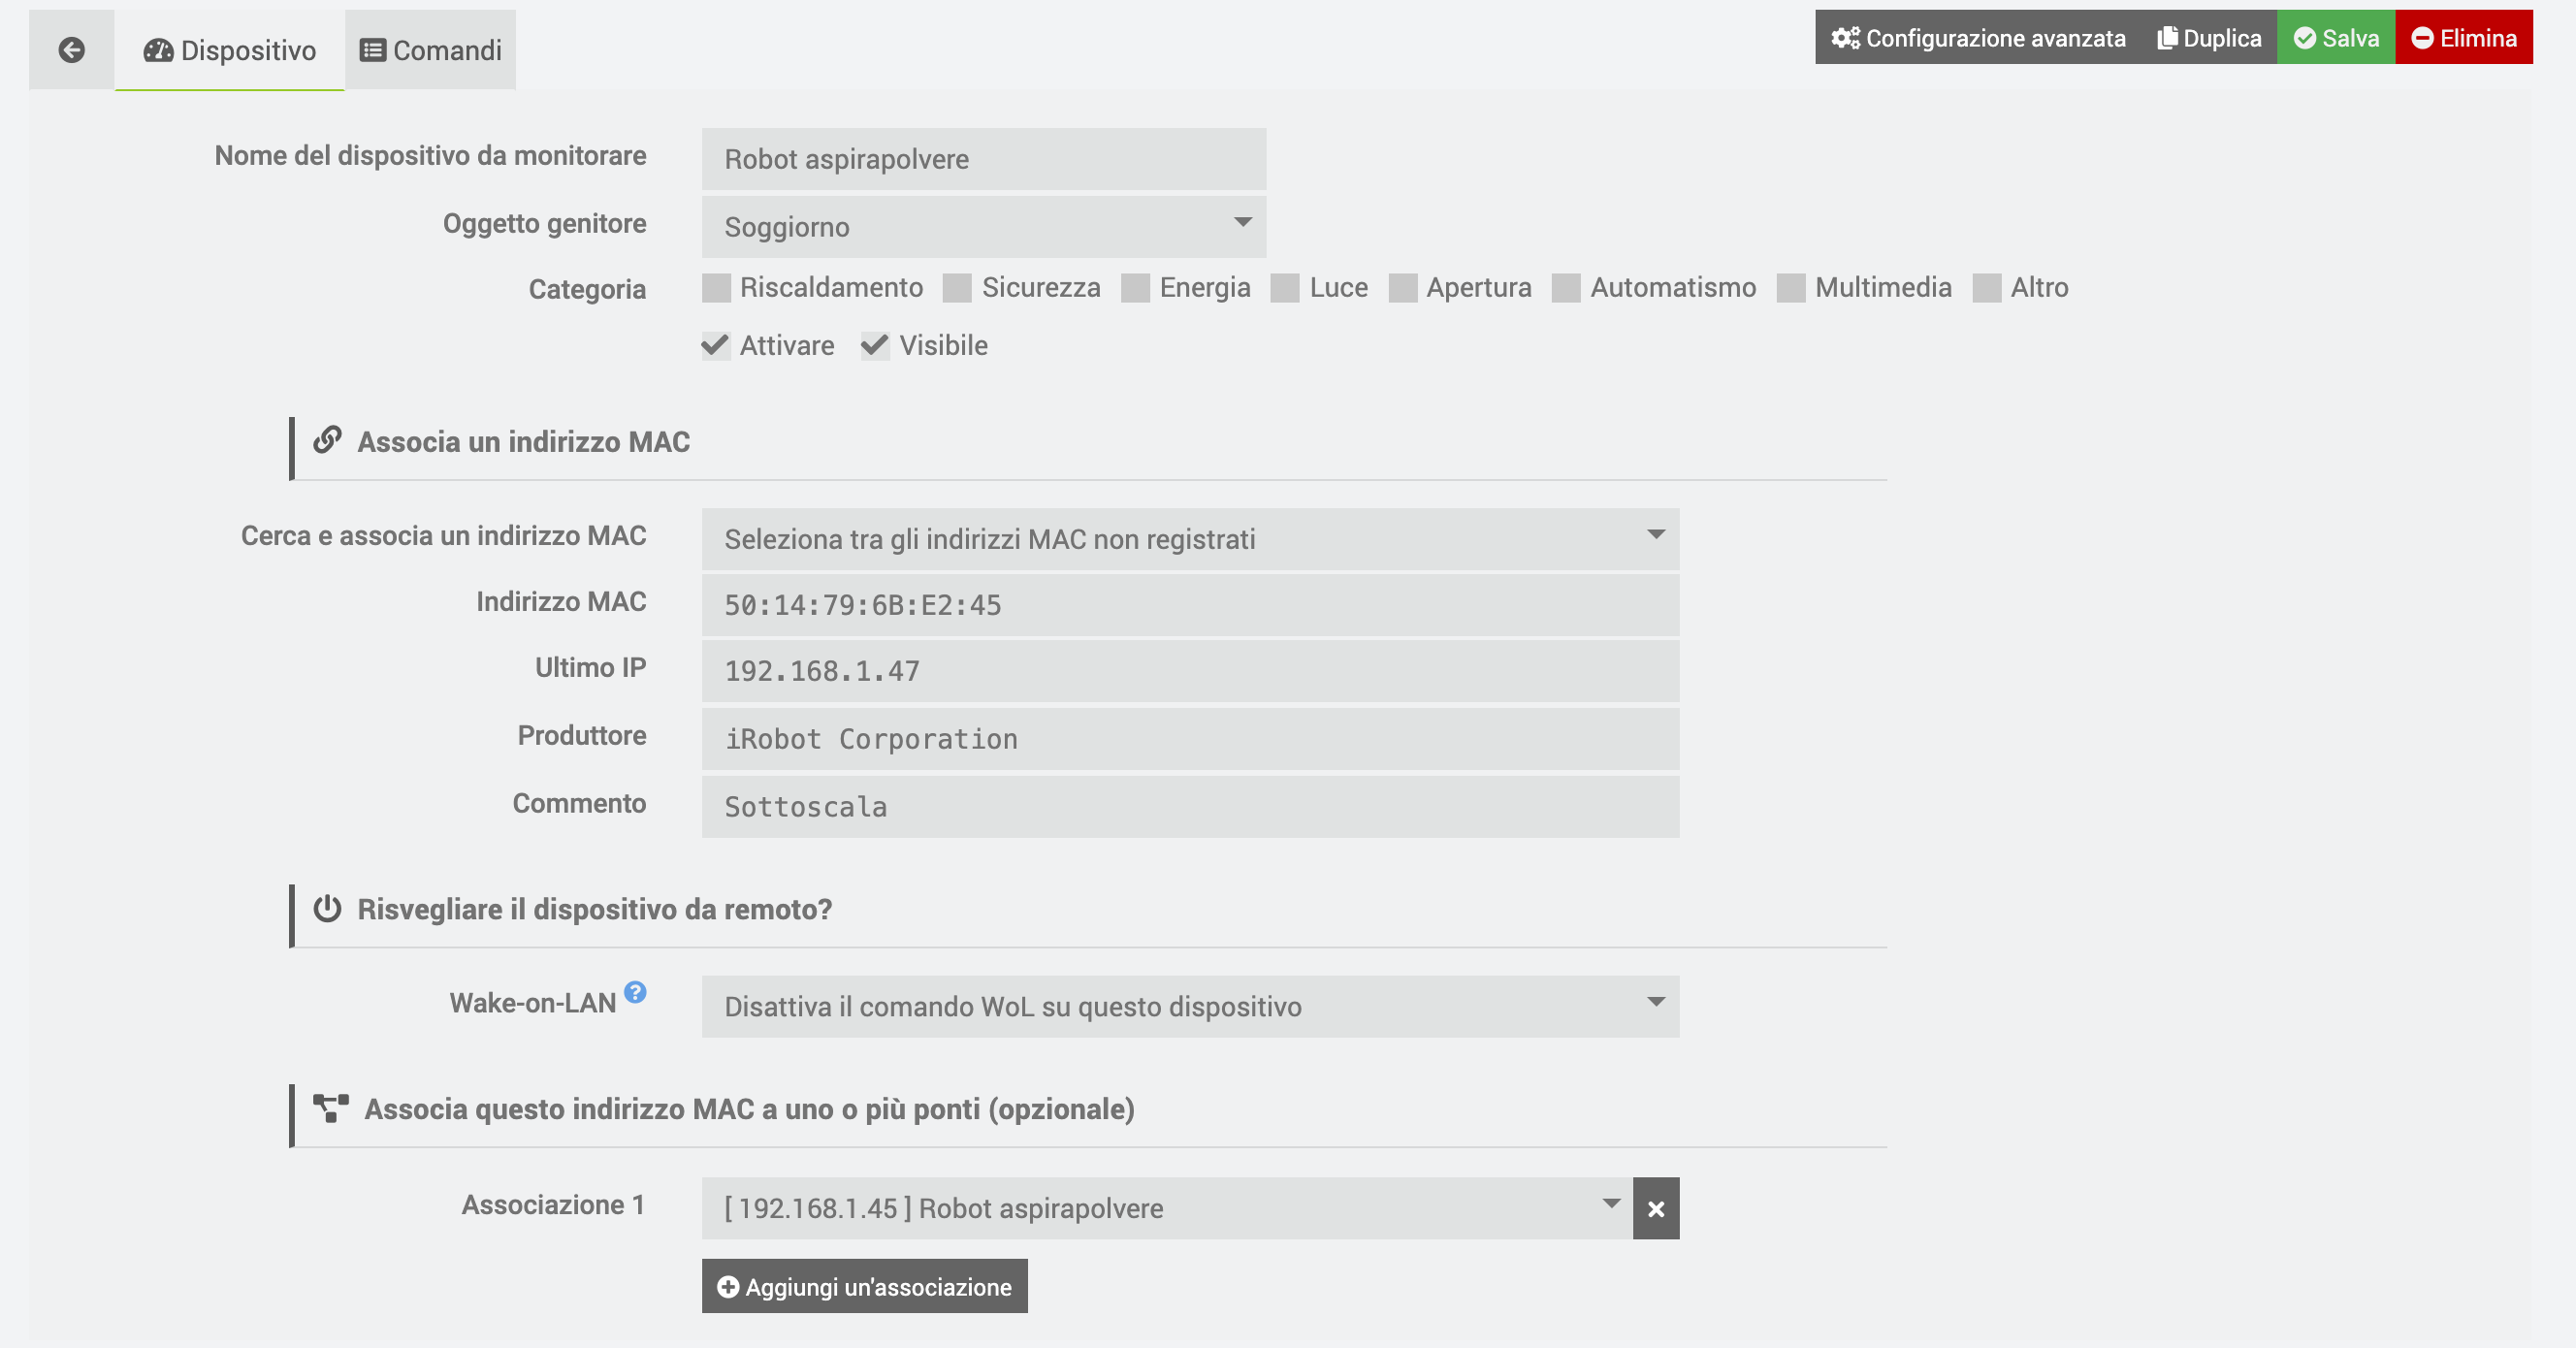 Dispositivo Comandi Configurazione avanzata Duplica Salva Elimina
Nome del dispositivo da monitorare Robot aspirapolvere
Oggetto genitore Soggiorno
Categoria Riscaldamento Sicurezza Energia Luce Apertura Automatismo Multimedia Altro
Attivare Visibile
Associa un indirizzo MAC
Cerca e associa un indirizzo MAC Seleziona tra gli indirizzi MAC non registrati
Indirizzo MAC 50:14:79:6B:E2:45
Ultimo IP 192.168.1.47
Produttore iRobot Corporation
Commento Sottoscala
Risvegliare il dispositivo da remoto?
Wake-on-LAN ? Disattiva il comando WoL su questo dispositivo
Associa questo indirizzo MAC a uno o più ponti (opzionale)
Associazione 1 [ 192.168.1.45 ] Robot aspirapolvere
Aggiungi un'associazione